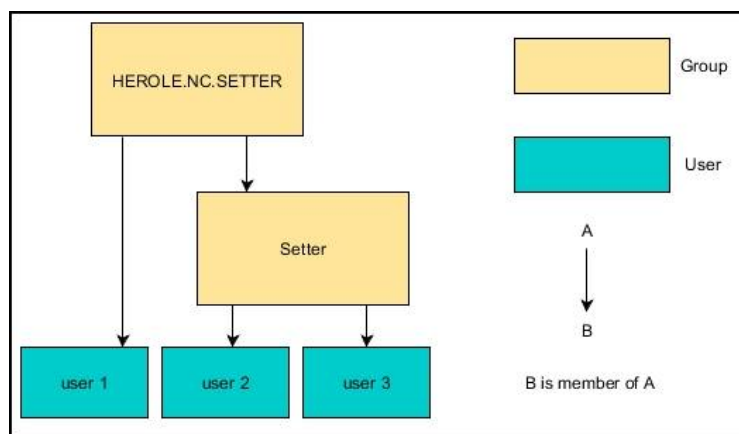 HEROLE.NC.SETTER
Group
User
Setter
A
B
user 1
user 2
user 3
B is member of A